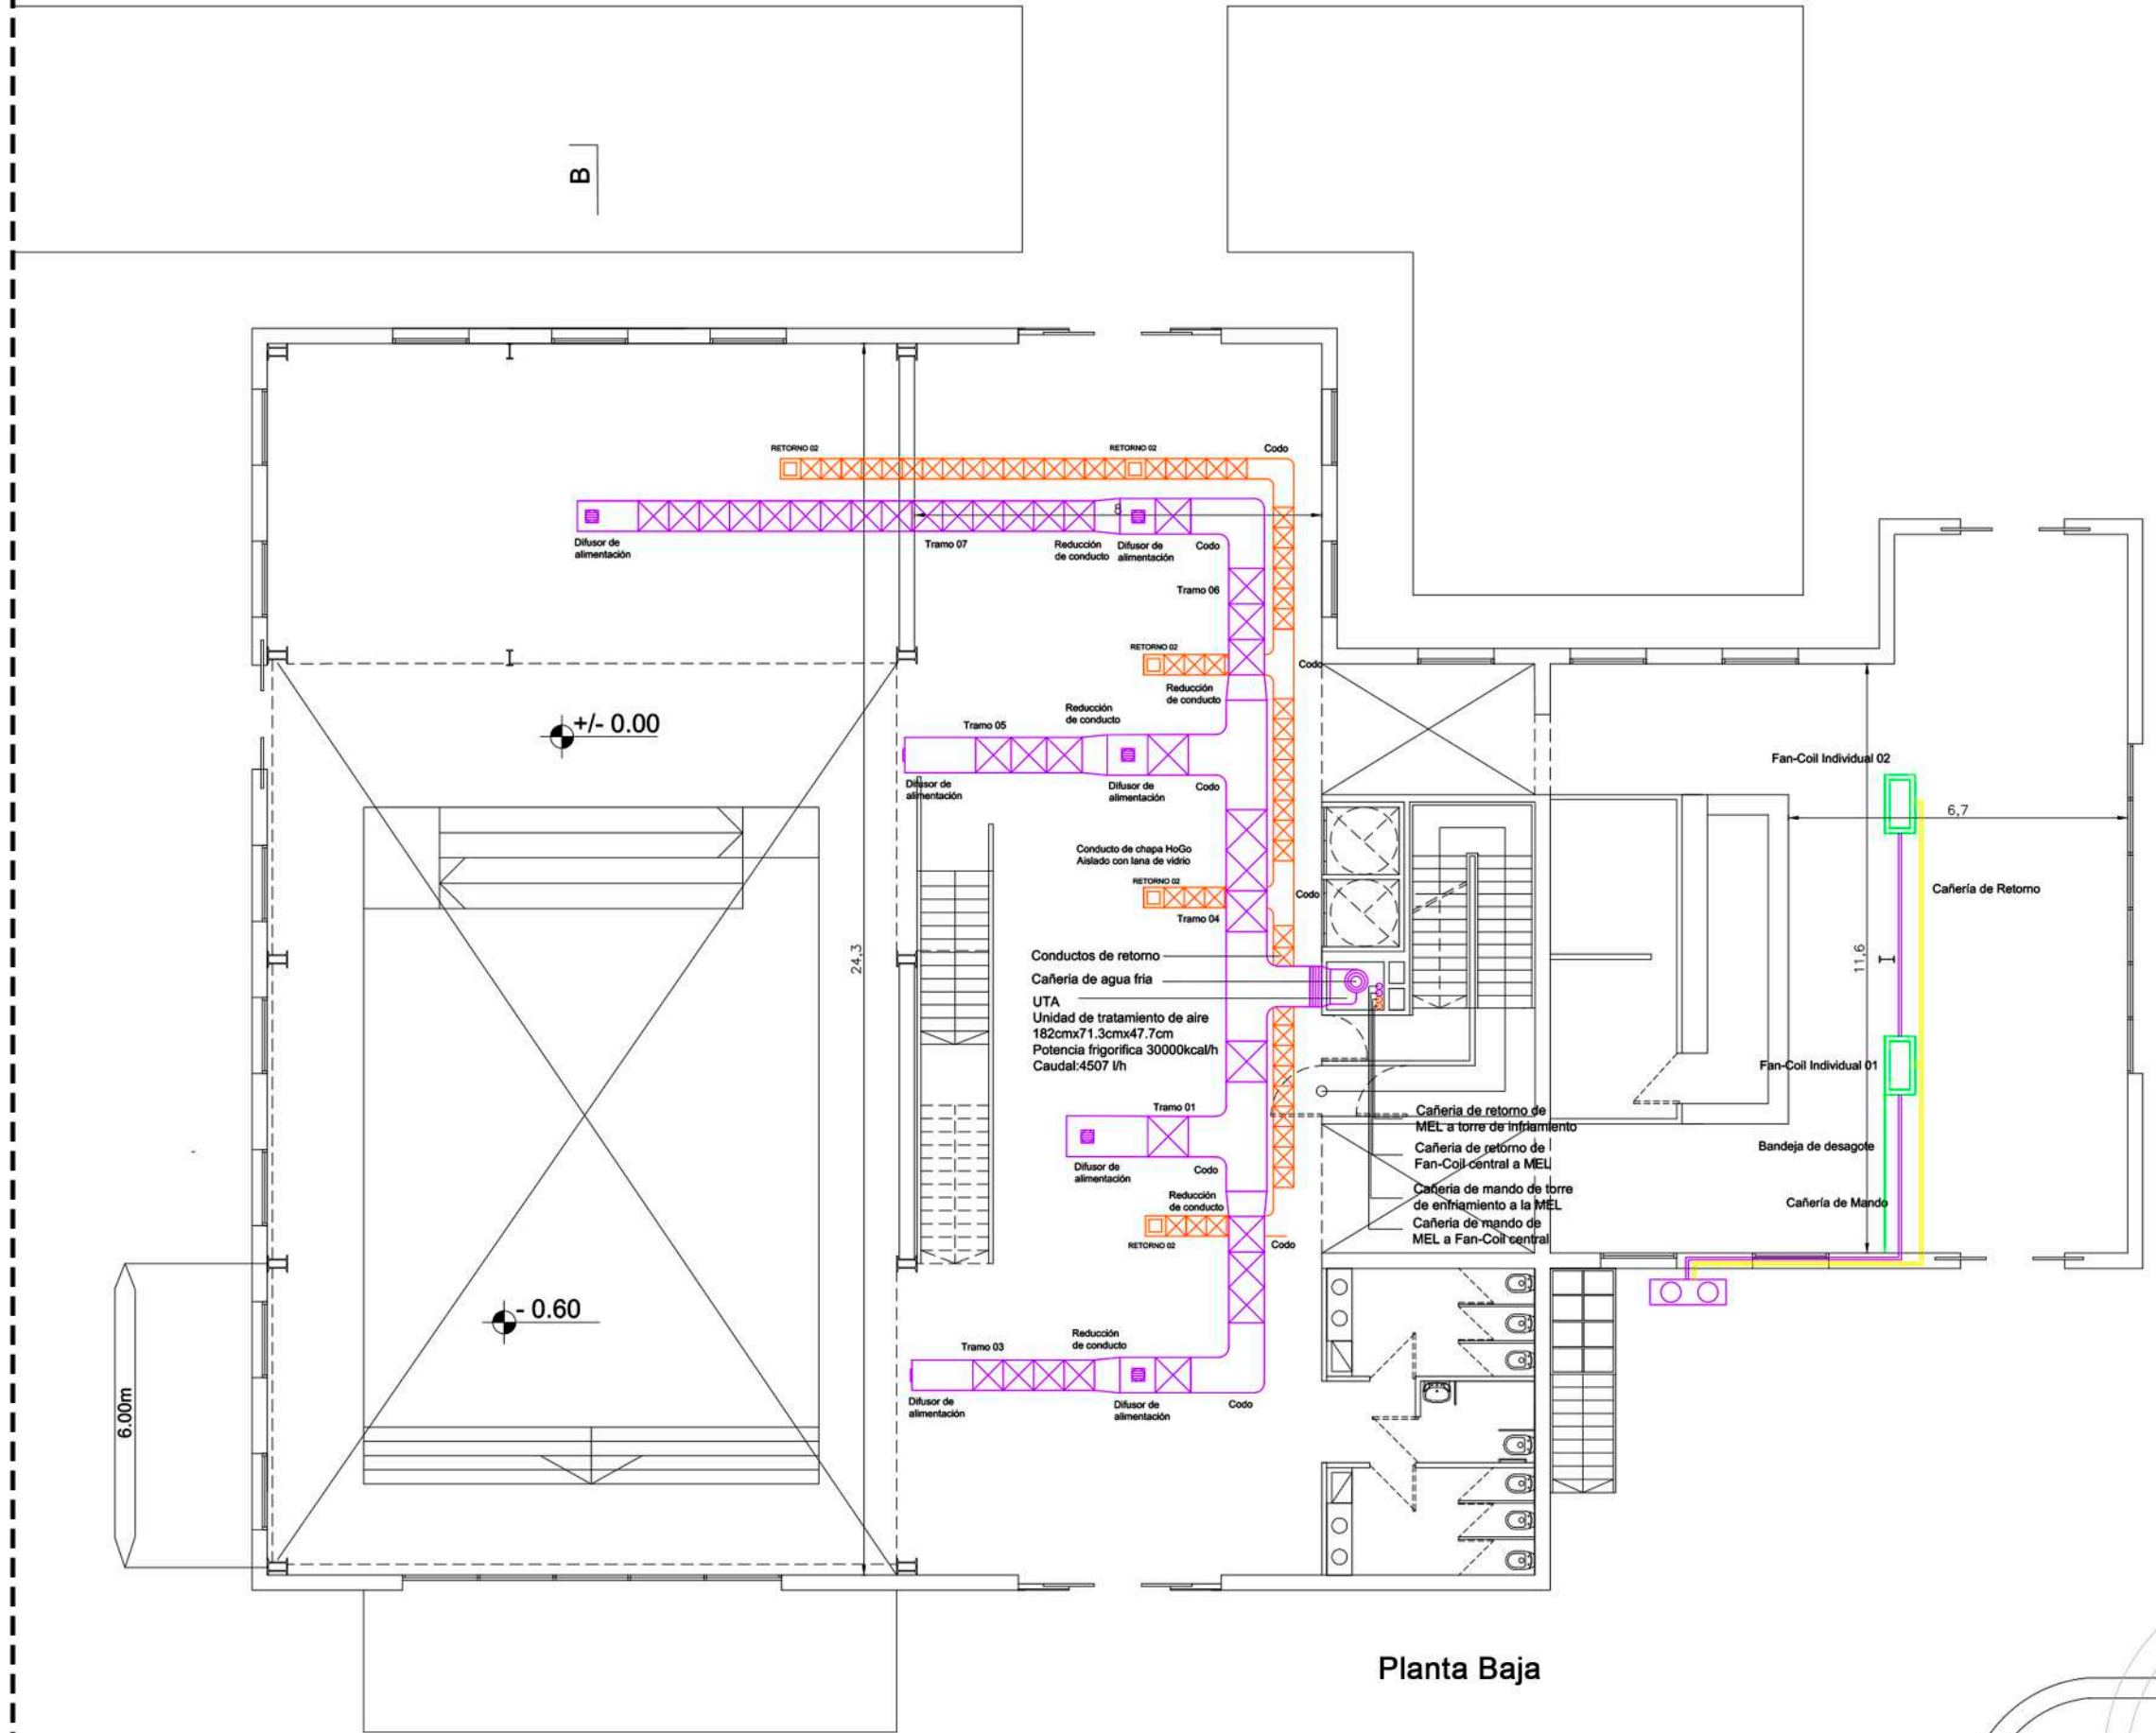 B
RETORNO 02
RETORNO 02
Codo
8
Difusor de
alimentación
Tramo 07
Reducción
de conducto
Difusor de
alimentación
Codo
Tramo 06
RETORNO 02
Codo
Reducción
de conducto
Reducción
de conducto
Tramo 05
+/- 0.00
Fan-Coil Individual 02
Difusor de
alimentación
Difusor de
alimentación
Codo
6,7
Conducto de chapa HoGo
Aislado con lana de vidrio
RETORNO 02
Codo
Cañería de Retorno
Tramo 04
24,3
11,6
Conductos de retorno
Cañeria de agua fria
UTA
Unidad de tratamiento de aire
182cmx71.3cmx47.7cm
Potencia frigorifica 30000kcal/h
Caudal:4507 l/h
Fan-Coil Individual 01
Tramo 01
Cañeria de retorno de
MEL a torre de infriamiento
Cañeria de retorno de
Fan-Coil central a MEL
Cañeria de mando de torre
de enfriamiento a la MEL
Cañeria de mando de
MEL a Fan-Coil central
Bandeja de desagote
Cañería de Mando
Difusor de
alimentación
Codo
Reducción
de conducto
RETORNO 02
Codo
- 0.60
6.00m
Tramo 03
Reducción
de conducto
Difusor de
alimentación
Difusor de
alimentación
Codo
Planta Baja